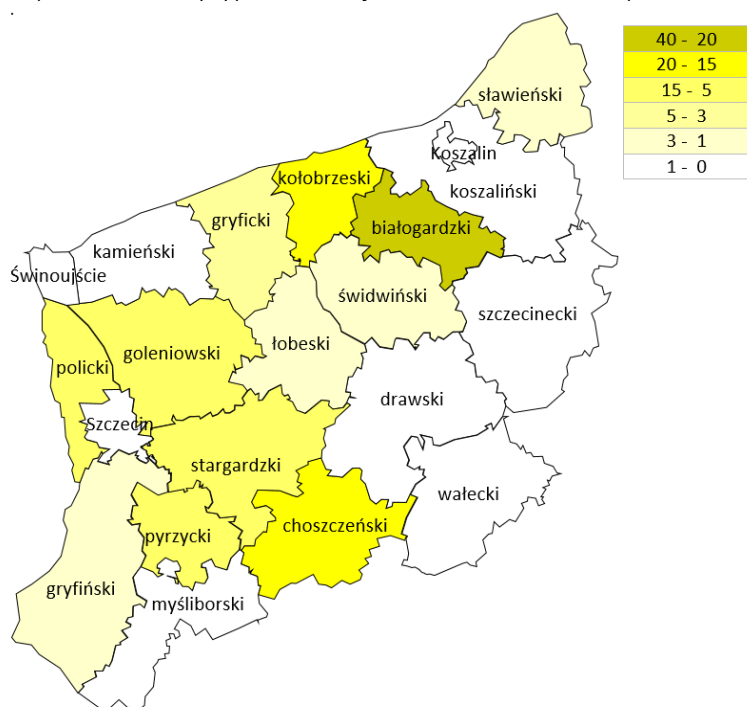 .
sławieński
40 - 20
20 - 15
15 - 5
5 - 3
3 - 1
1 - 0
Koszalin
kołobrzeski
koszaliński
gryficki
białogardzki
kamieński
Świnoujście
świdwiński
szczecinecki
łobeski
goleniowski
policki
drawski
Szczecin
stargardzki
wałecki
choszczeński
pyrzycki
gryfiński
myśliborski